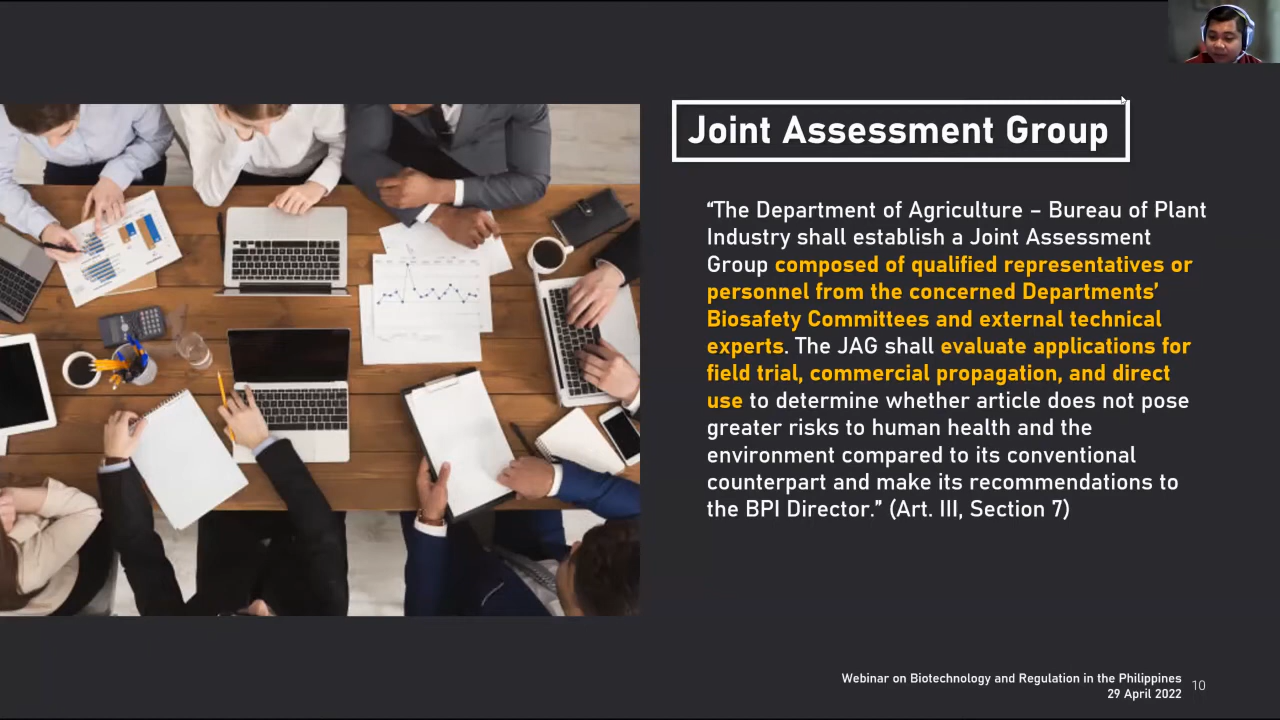 Joint Assessment Group
“The Department of Agriculture – Bureau of Plant
Industry shall establish a Joint Assessment
Group composed of qualified representatives or
personnel from the concerned Departments’
Biosafety Committees and external technical
experts. The JAG shall evaluate applications for
field trial, commercial propagation, and direct
use to determine whether article does not pose
greater risks to human health and the
environment compared to its conventional
counterpart and make its recommendations to
the BPI Director.” (Art. III, Section 7)
Webinar on Biotechnology and Regulation in the Philippines
29 April 2022
10